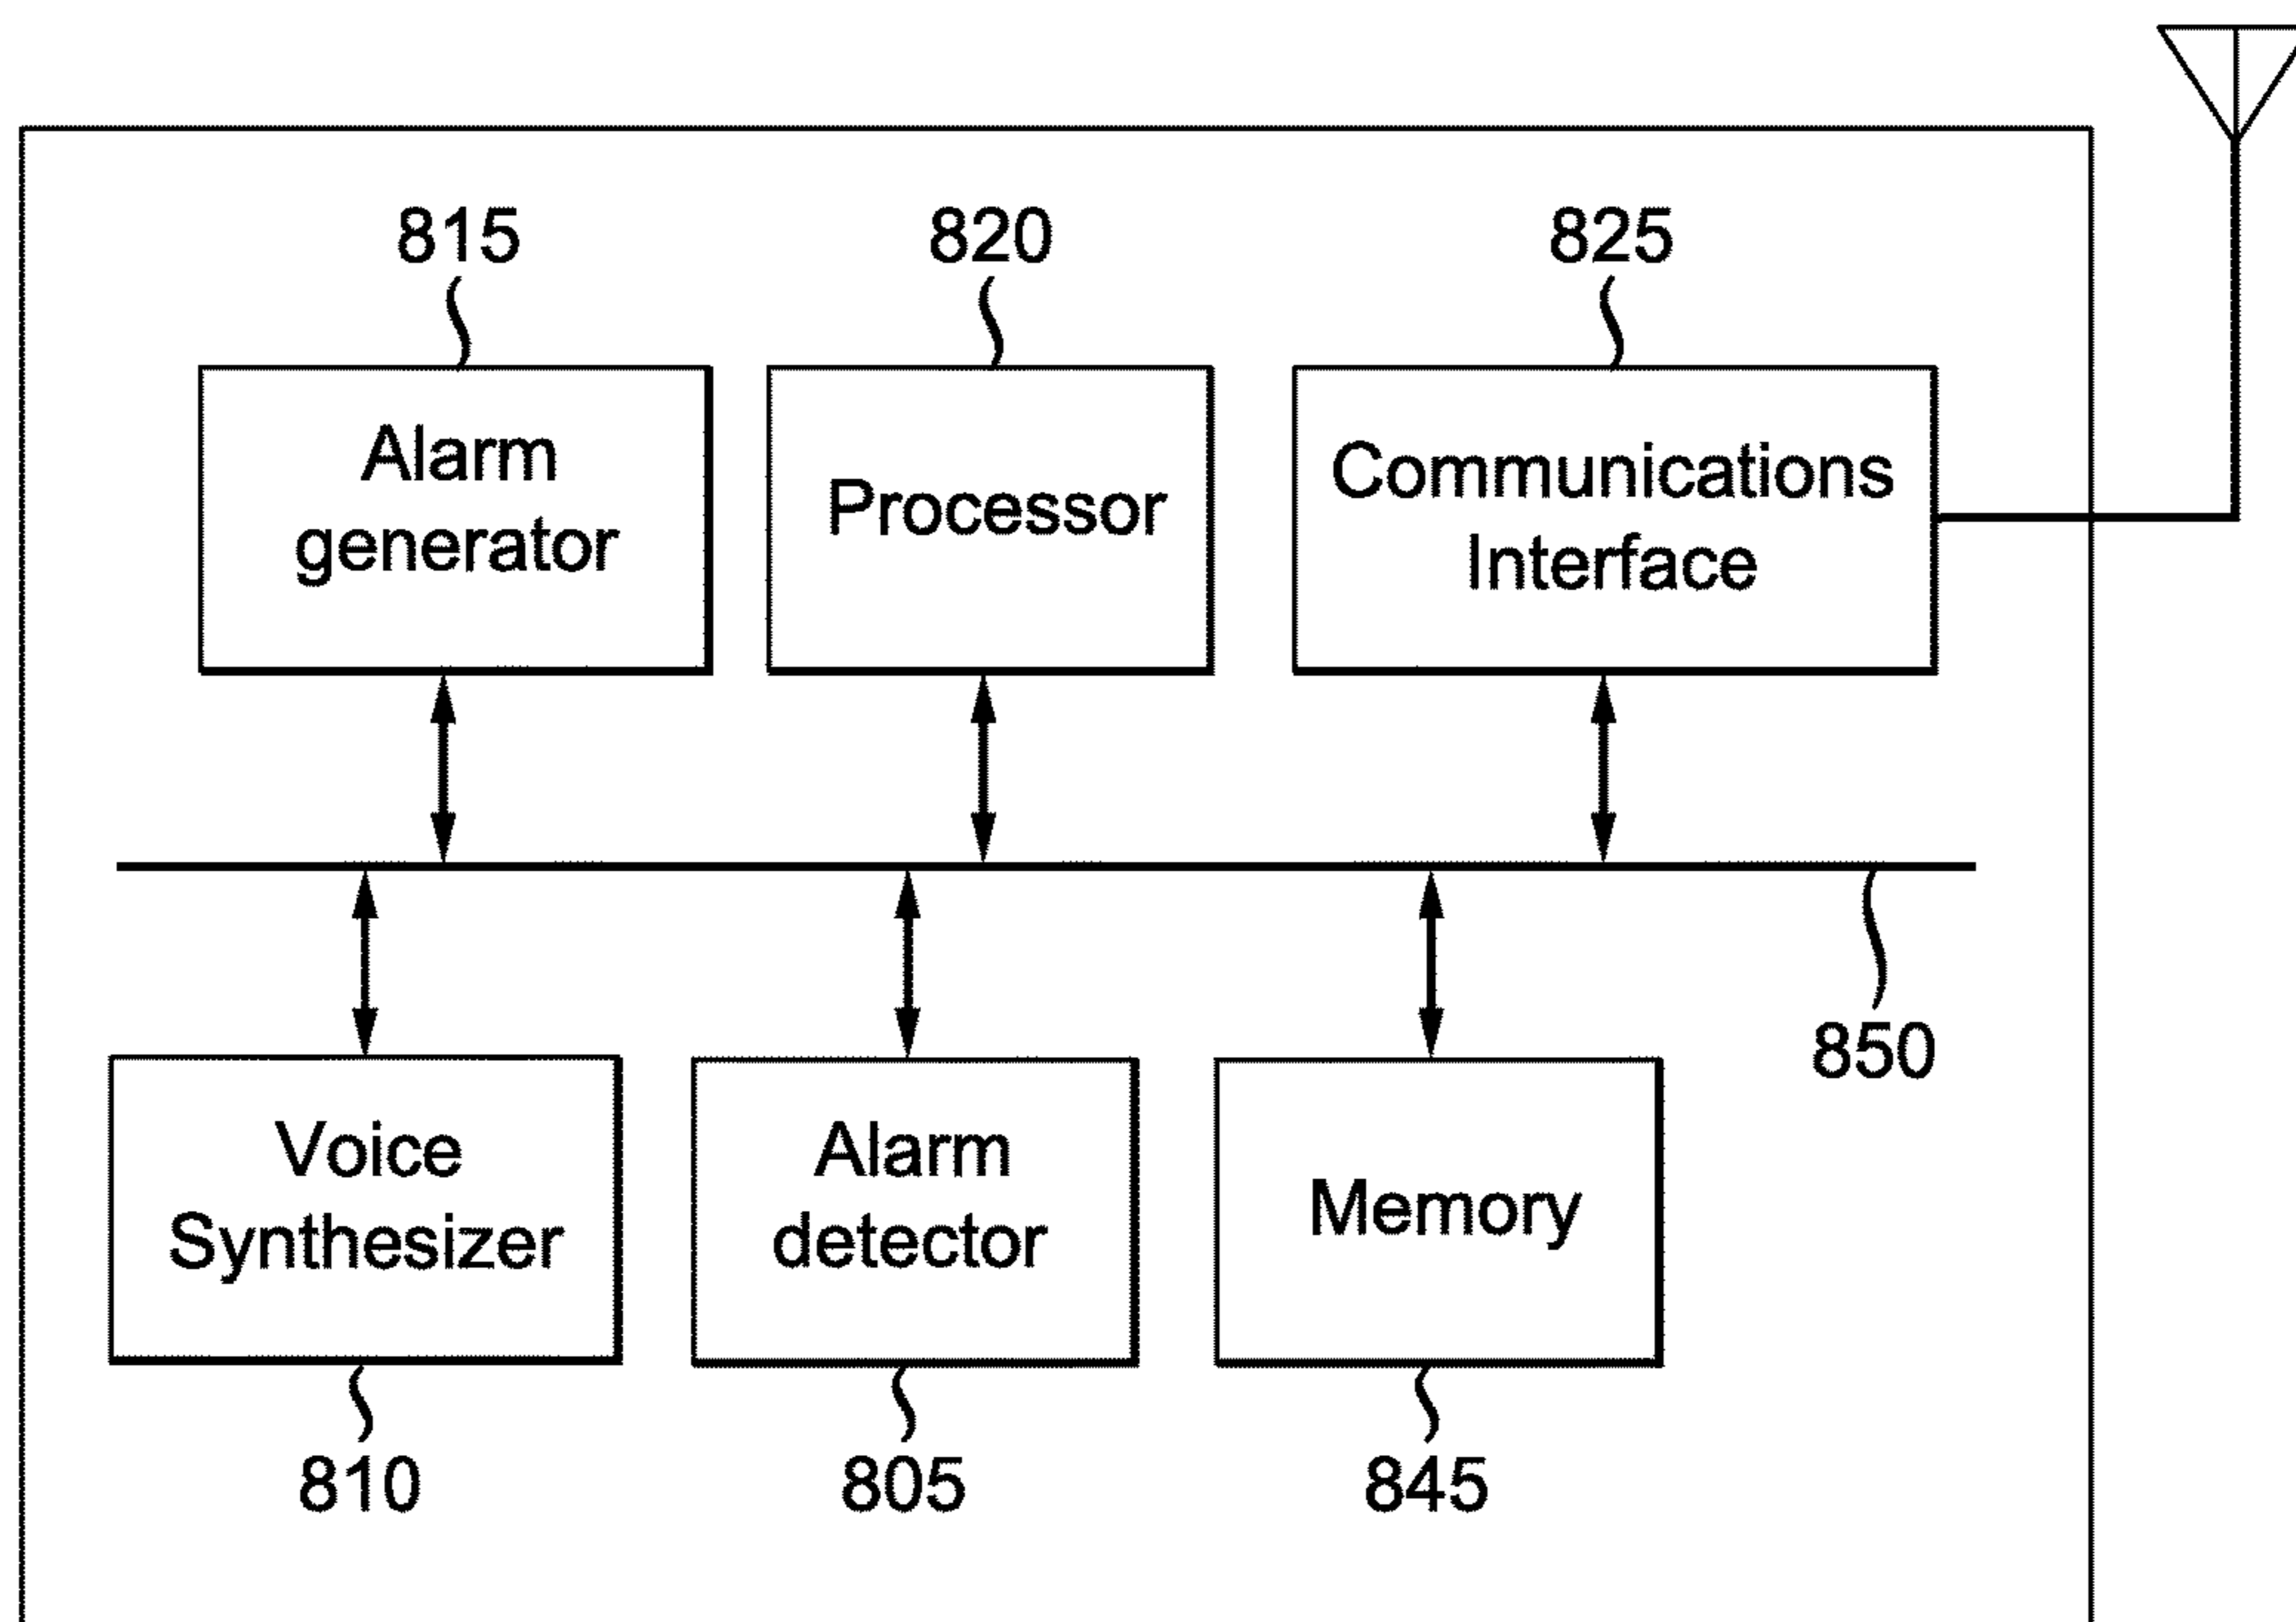 815
820
825
Alarm
generator
Processor
Communications
Interface
850
Voice
Synthesizer
Alarm
detector
Memory
810
805
845